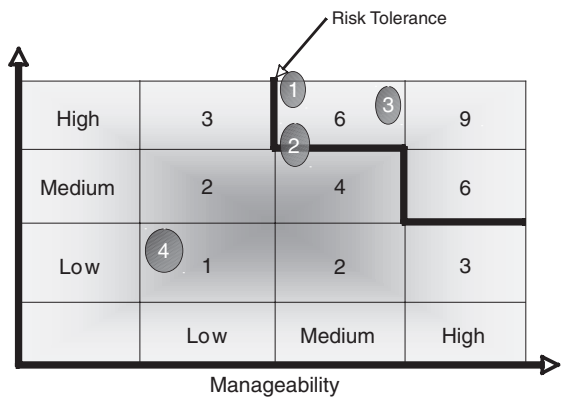 Risk Tolerance
1
High 3 6 3 9
2
Medium 2 4 6
4
Low 1 2 3
Low Medium High
Manageability